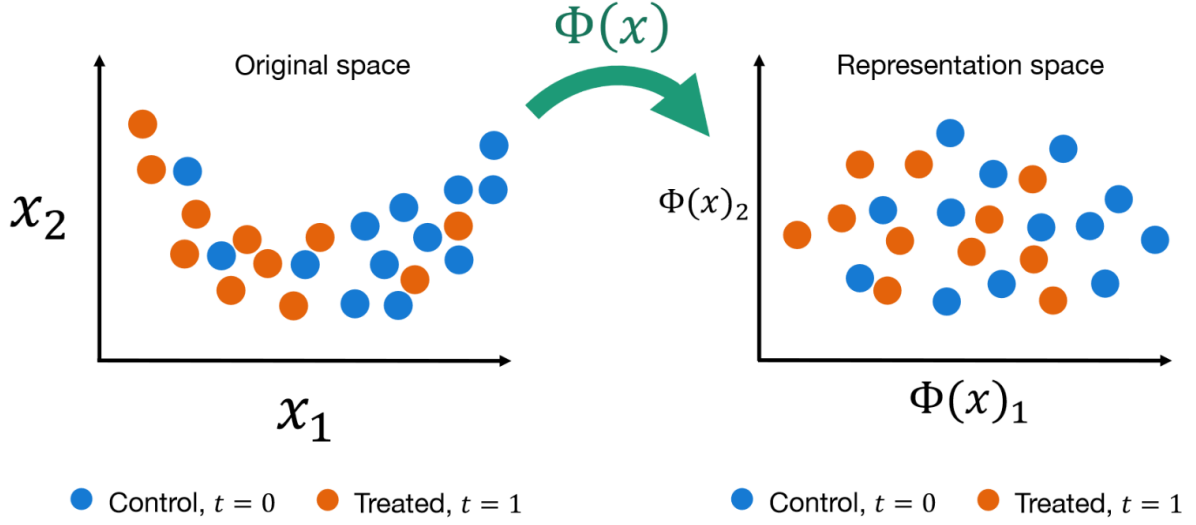 Φ(x)
Original space
Representation space
x₂
Φ(x)₂
x₁
Φ(x)₁
Control, t = 0
Treated, t = 1
Control, t = 0
Treated, t = 1